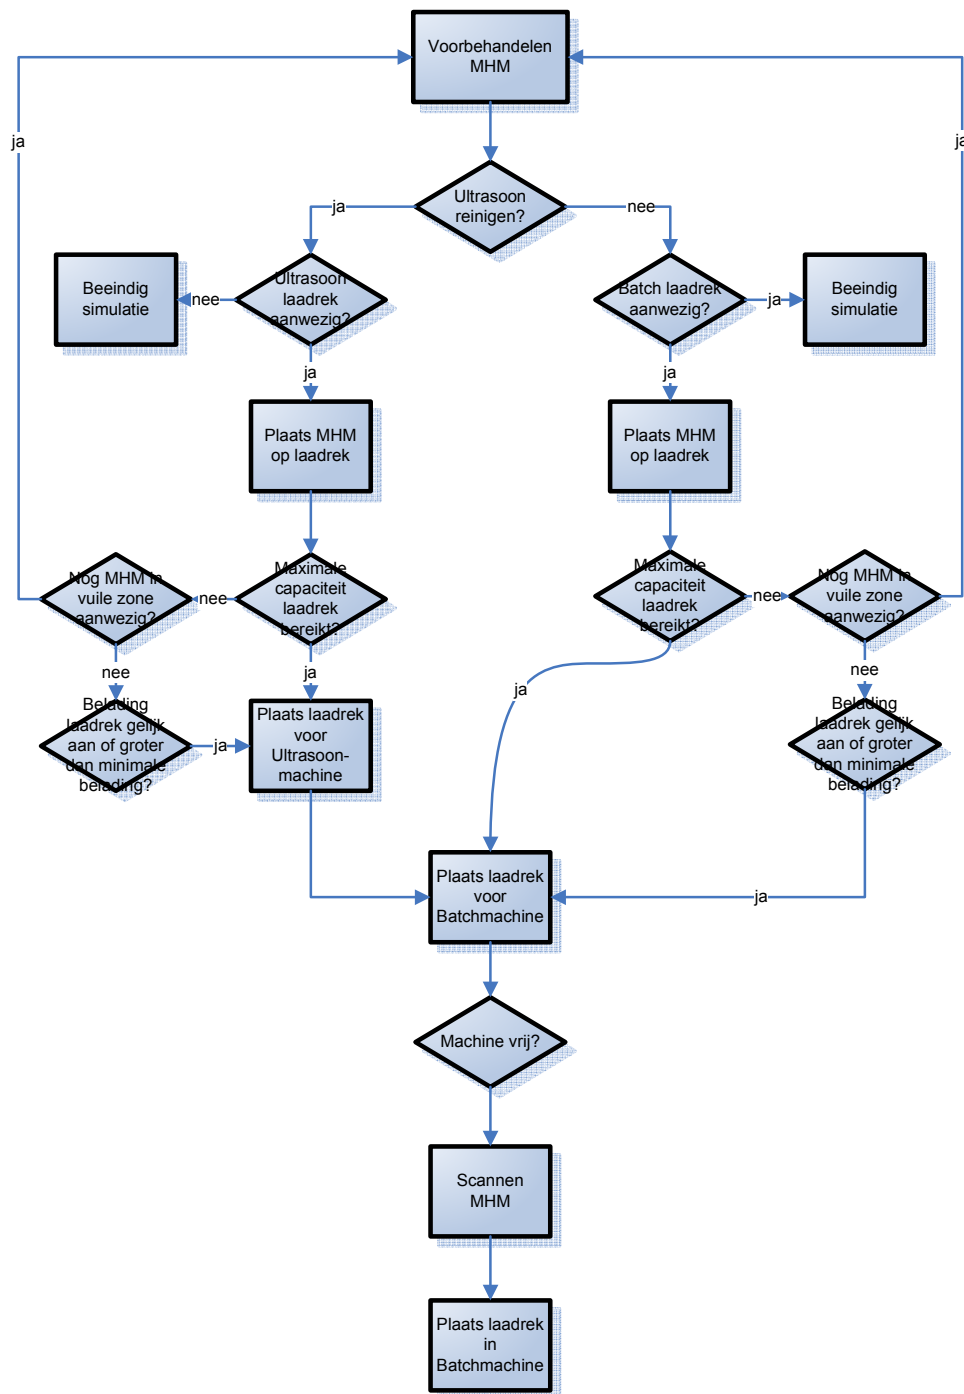 Voorbehandelen
MHM
ja
ja
Ultrasoon
reinigen?
ja
nee
Beeindig
simulatie
nee
Ultrasoon
laadrek
aanwezig?
Batch laadrek
aanwezig?
ja
Beeindig
simulatie
ja
ja
Plaats MHM
op laadrek
Plaats MHM
op laadrek
Nog MHM in
vuile zone
aanwezig?
nee
Maximale
capaciteit
laadrek
bereikt?
Maximale
capaciteit
laadrek
bereikt?
nee
Nog MHM in
vuile zone
aanwezig?
nee
ja
ja
nee
Belading
laadrek gelijk
aan of groter
dan minimale
belading?
ja
Plaats laadrek
voor
Ultrasoon-
machine
Belading
laadrek gelijk
aan of groter
dan minimale
belading?
Plaats laadrek
voor
Batchmachine
ja
Machine vrij?
Scannen
MHM
Plaats laadrek
in
Batchmachine